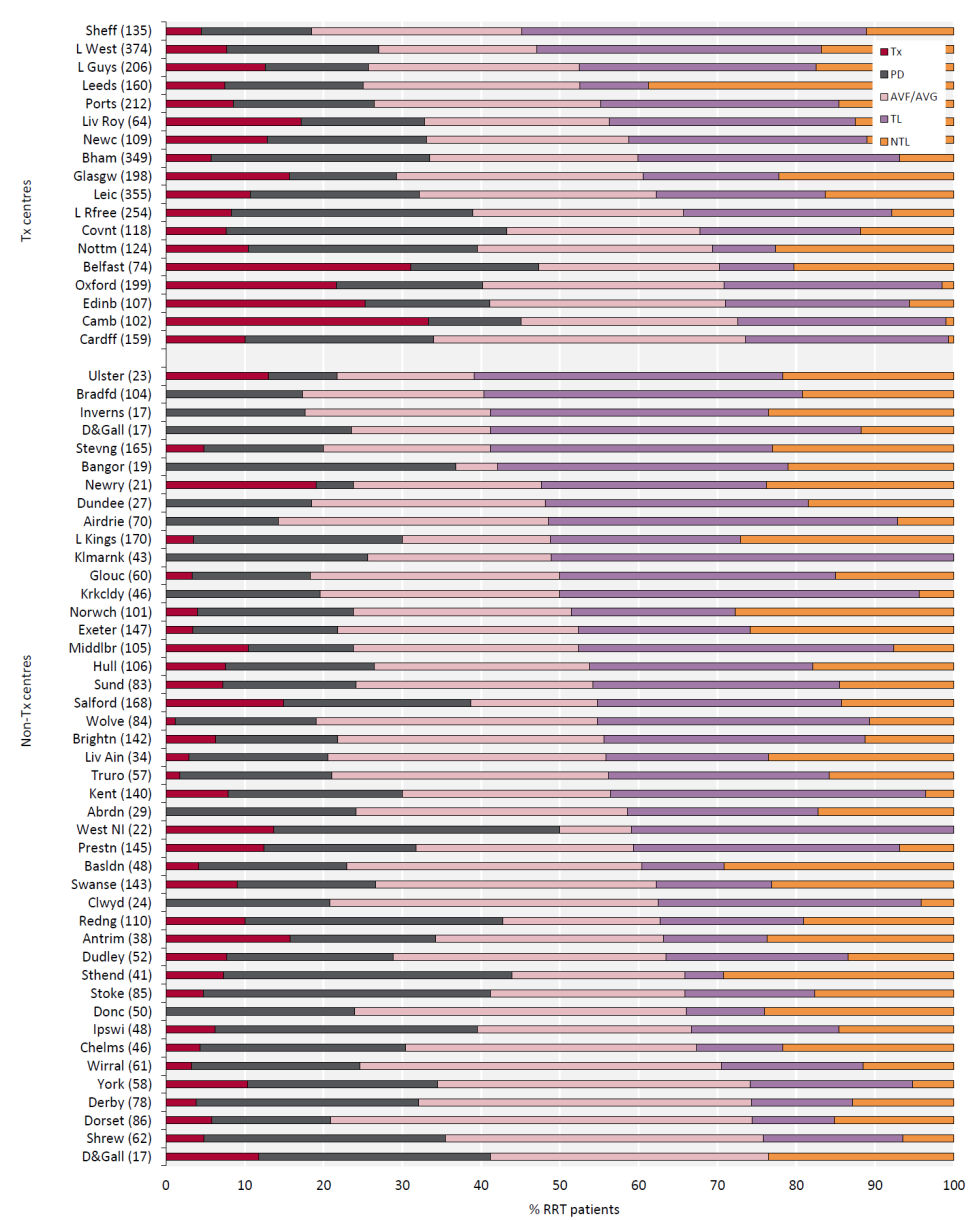 Tx centres
Sheff (135)
L West (374)
L Guys (206)
Leeds (160)
Ports (212)
Liv Roy (64)
Newc (109)
Bham (349)
Glasgw (198)
Leic (355)
L Rfree (254)
Covnt (118)
Nottm (124)
Belfast (74)
Oxford (199)
Edinb (107)
Camb (102)
Cardff (159)
Tx
PD
AVF/AVG
TL
NTL
Non-Tx centres
Ulster (23)
Bradfd (104)
Inverns (17)
D&Gall (17)
Stevng (165)
Bangor (19)
Newry (21)
Dundee (27)
Airdrie (70)
L Kings (170)
Klmarnk (43)
Glouc (60)
Krkcldy (46)
Norwch (101)
Exeter (147)
Middlbr (105)
Hull (106)
Sund (83)
Salford (168)
Wolve (84)
Brightn (142)
Liv Ain (34)
Truro (57)
Kent (140)
Abrdn (29)
West NI (22)
Prestn (145)
Basldn (48)
Swanse (143)
Clwyd (24)
Redng (110)
Antrim (38)
Dudley (52)
Sthend (41)
Stoke (85)
Donc (50)
Ipswi (48)
Chelms (46)
Wirral (61)
York (58)
Derby (78)
Dorset (86)
Shrew (62)
D&Gall (17)
0 10 20 30 40 50 60 70 80 90 100
% RRT patients